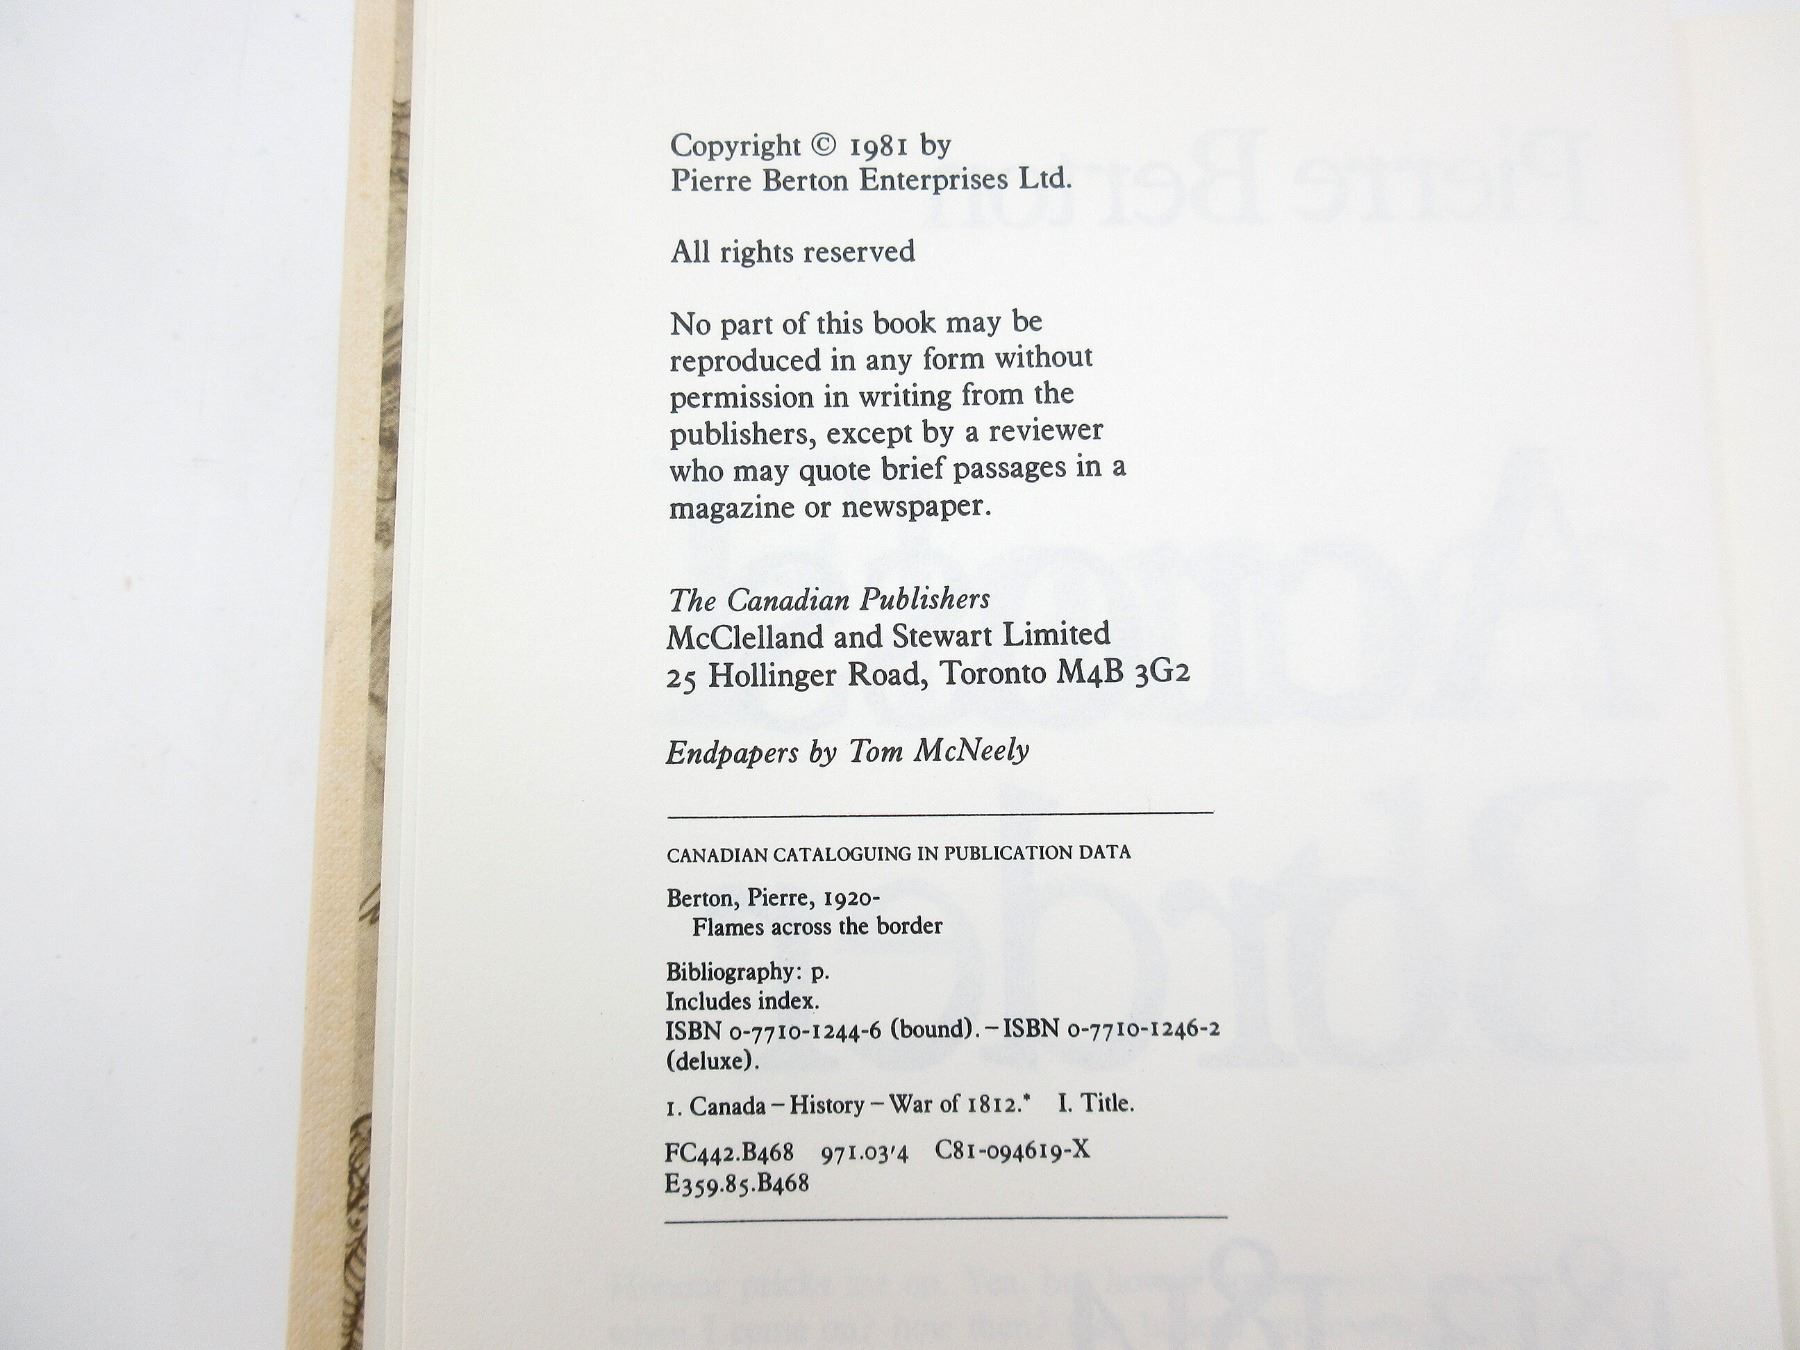 Copyright © 1981 by
Pierre Berton Enterprises Ltd.
All rights reserved
No part of this book may be
reproduced in any form without
permission in writing from the
publishers, except by a reviewer
who may quote brief passages in a
magazine or newspaper.
The Canadian Publishers
McClelland and Stewart Limited
25 Hollinger Road, Toronto M4B 3G2
Endpapers by Tom McNeely
CANADIAN CATALOGUING IN PUBLICATION DATA
Berton, Pierre, 1920-
Flames across the border
Bibliography: p.
Includes index.
ISBN 0-7710-1244-6 (bound). – ISBN 0-7710-1246-2
(deluxe).
1. Canada – History – War of 1812.* I. Title.
FC442.B468 971.03'4 C81-094619-X
E359.85.B468